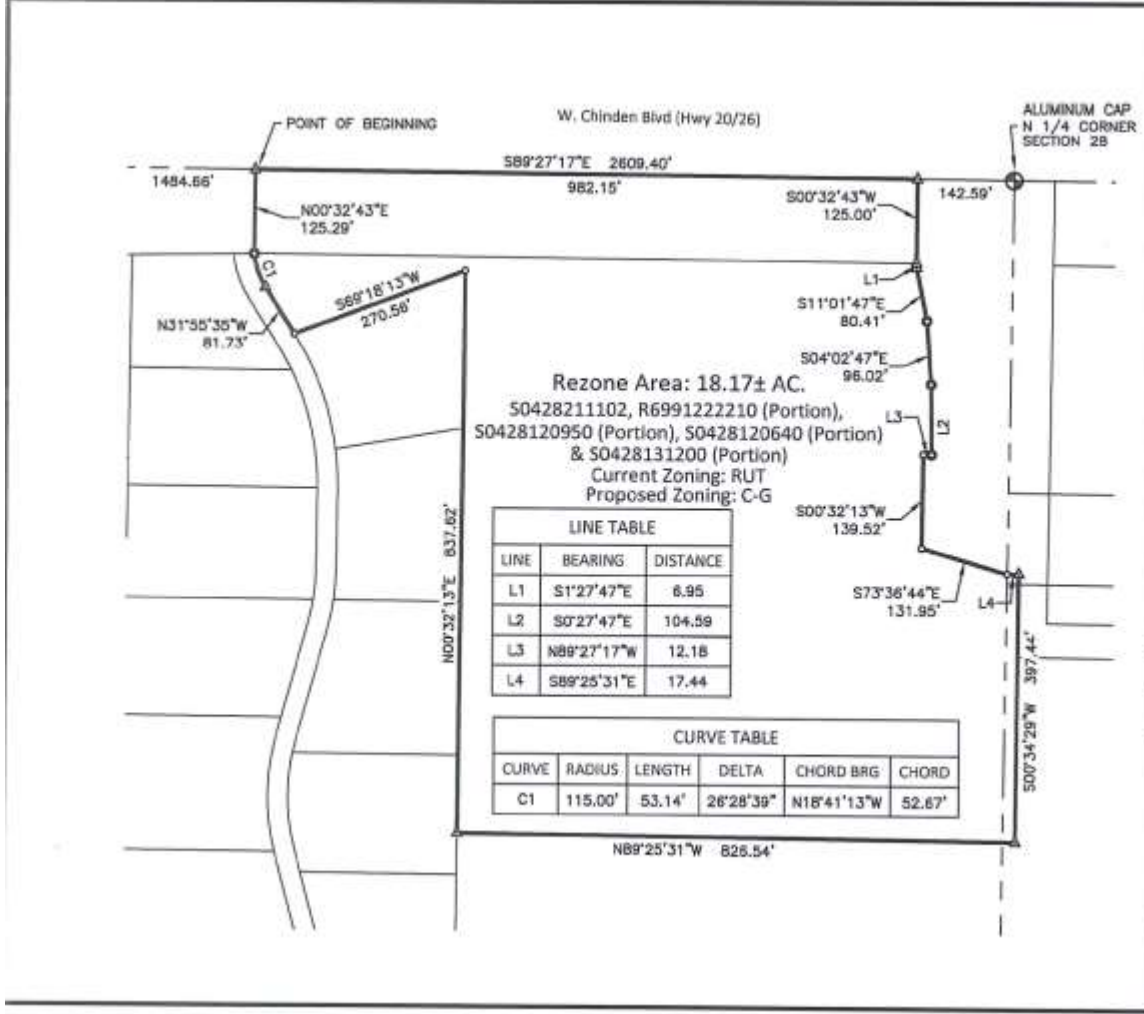 POINT OF BEGINNING
W. Chinden Blvd (Hwy 20/26)
ALUMINUM CAP
N 1/4 CORNER
SECTION 28
S89°27'17"E 2609.40'
1484.66'
982.15'
S00°32'43"W
125.00'
142.59'
N00°32'43"E
125.29'
C1
L1
S69°18'13"W
270.56'
N31°55'35"W
81.73'
S11°01'47"E
80.41'
S04°02'47"E
96.02'
Rezone Area: 18.17± AC.
S0428211102, R6991222210 (Portion),
S0428120950 (Portion), S0428120640 (Portion)
& S0428131200 (Portion)
Current Zoning: RUT
Proposed Zoning: C-G
L3
L2
S00°32'13"W
139.52'
S73°36'44"E
131.95'
L4
N00°32'13"E 837.62'
LINE TABLE
LINE BEARING DISTANCE
L1 S1°27'47"E 6.95
L2 S0°27'47"E 104.59
L3 N89°27'17"W 12.18
L4 S89°25'31"E 17.44
S00°34'29"W 397.44'
CURVE TABLE
CURVE RADIUS LENGTH DELTA CHORD BRG CHORD
C1 115.00' 53.14' 26°28'39" N18°41'13"W 52.67'
N89°25'31"W 826.54'